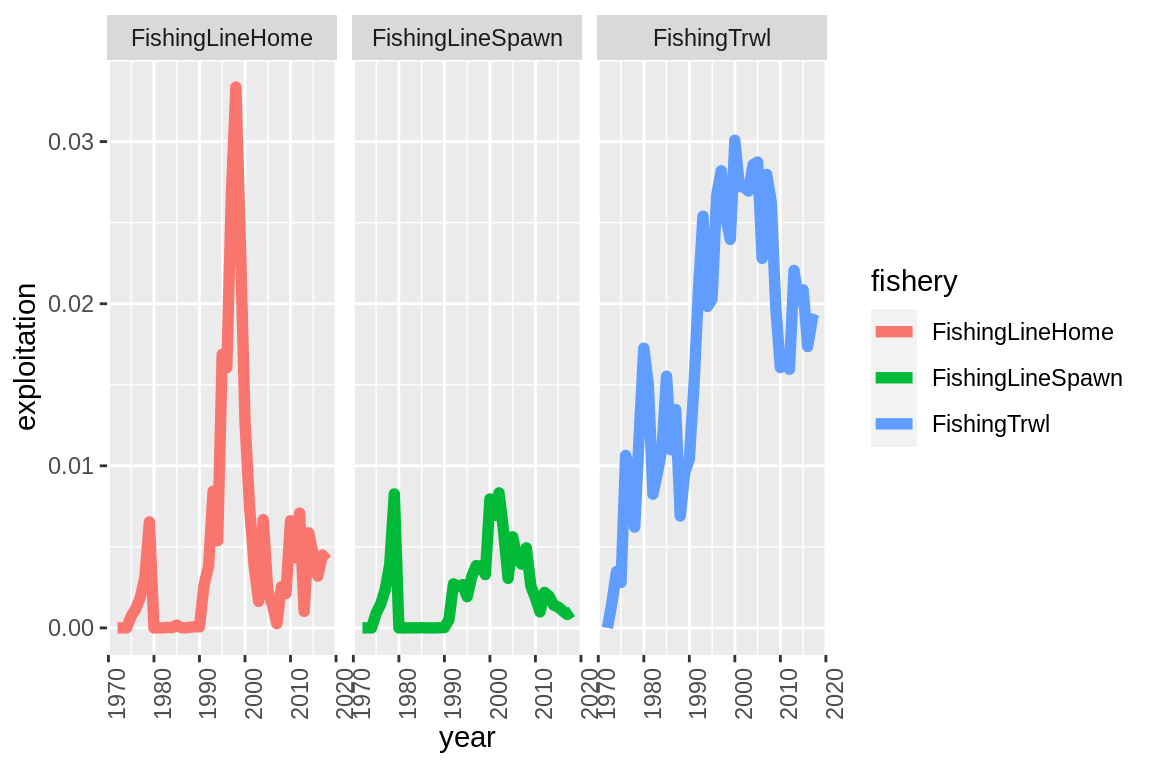 FishingLineHome FishingLineSpawn FishingTrwl
exploitation
0.03
0.02
0.01
0.00
1970 1980 1990 2000 2010 2020 1970 1980 1990 2000 2010 2020 1970 1980 1990 2000 2010 2020
year
fishery
FishingLineHome
FishingLineSpawn
FishingTrwl